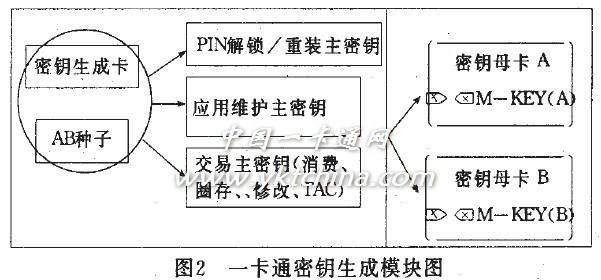 密钥生成卡
AB种子
PIN解锁／重装主密钥
应用维护主密钥
交易主密钥(消费、
圈存、、修改、TAC)
密钥母卡 A
M-KEY(A)
密钥母卡 B
M-KEY(B)
中国一卡通网
www.yktchina.com
图2 一卡通密钥生成模块图